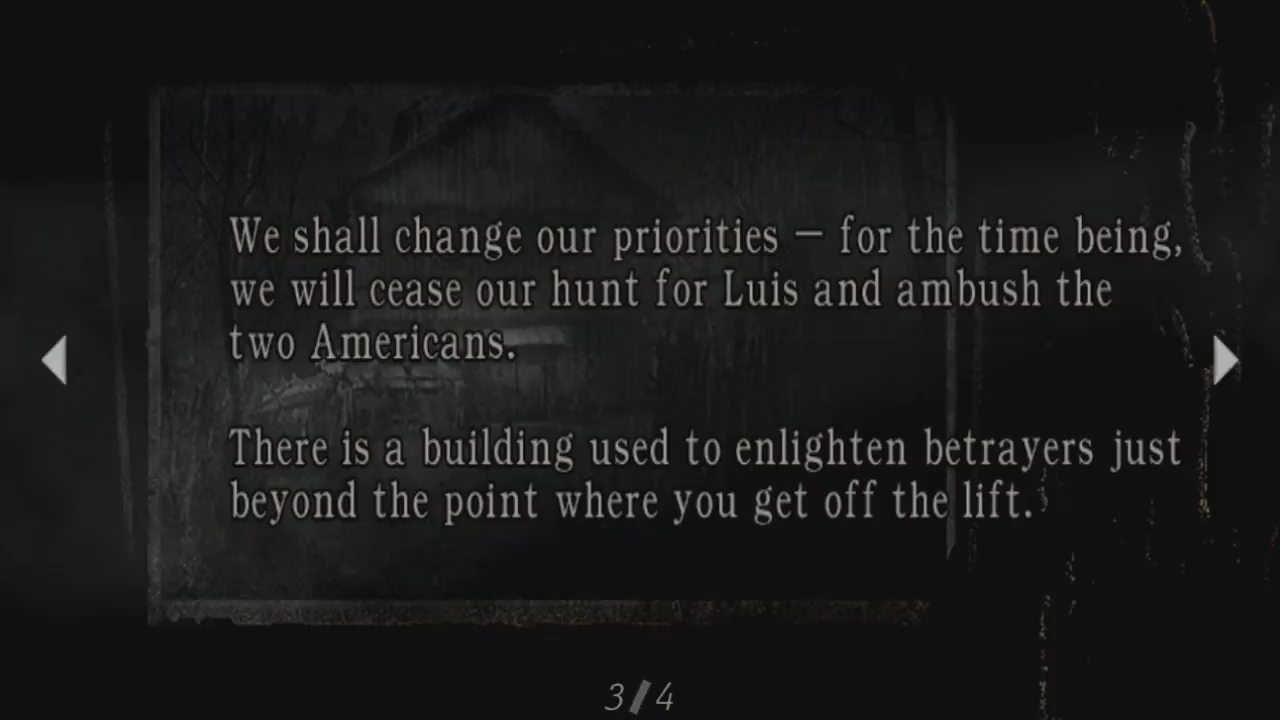 We shall change our priorities — for the time being,
we will cease our hunt for Luis and ambush the
two Americans.
There is a building used to enlighten betrayers just
beyond the point where you get off the lift.
3/4